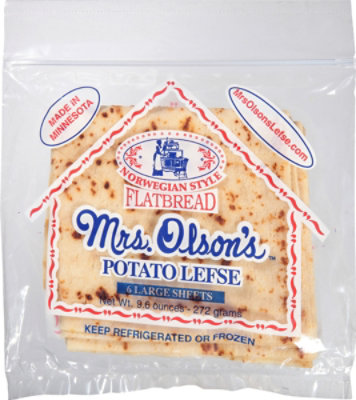 MADE IN
MINNESOTA
MrsOlsonsLefse.com
NORWEGIAN STYLE
FLATBREAD
Mrs. Olson's™
POTATO LEFSE
6 LARGE SHEETS
Net Wt. 9.6 ounces - 272 grams
KEEP REFRIGERATED OR FROZEN